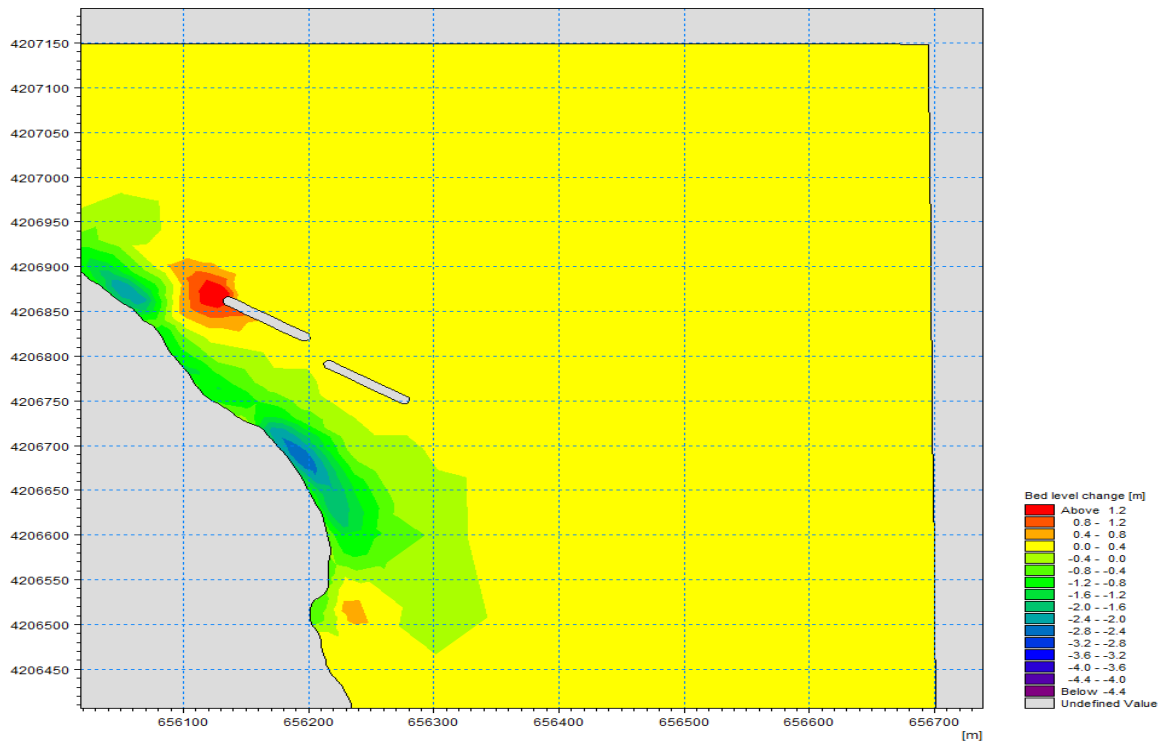 4207150
4207100
4207050
4207000
4206950
4206900
4206850
4206800
4206750
4206700
4206650
4206600
4206550
4206500
4206450
656100 656200 656300 656400 656500 656600 656700
[m]
Bed level change [m]
Above 1.2
0.8 - 1.2
0.4 - 0.8
0.0 - 0.4
-0.4 - 0.0
-0.8 - -0.4
-1.2 - -0.8
-1.6 - -1.2
-2.0 - -1.6
-2.4 - -2.0
-2.8 - -2.4
-3.2 - -2.8
-3.6 - -3.2
-4.0 - -3.6
-4.4 - -4.0
Below -4.4
Undefined Value